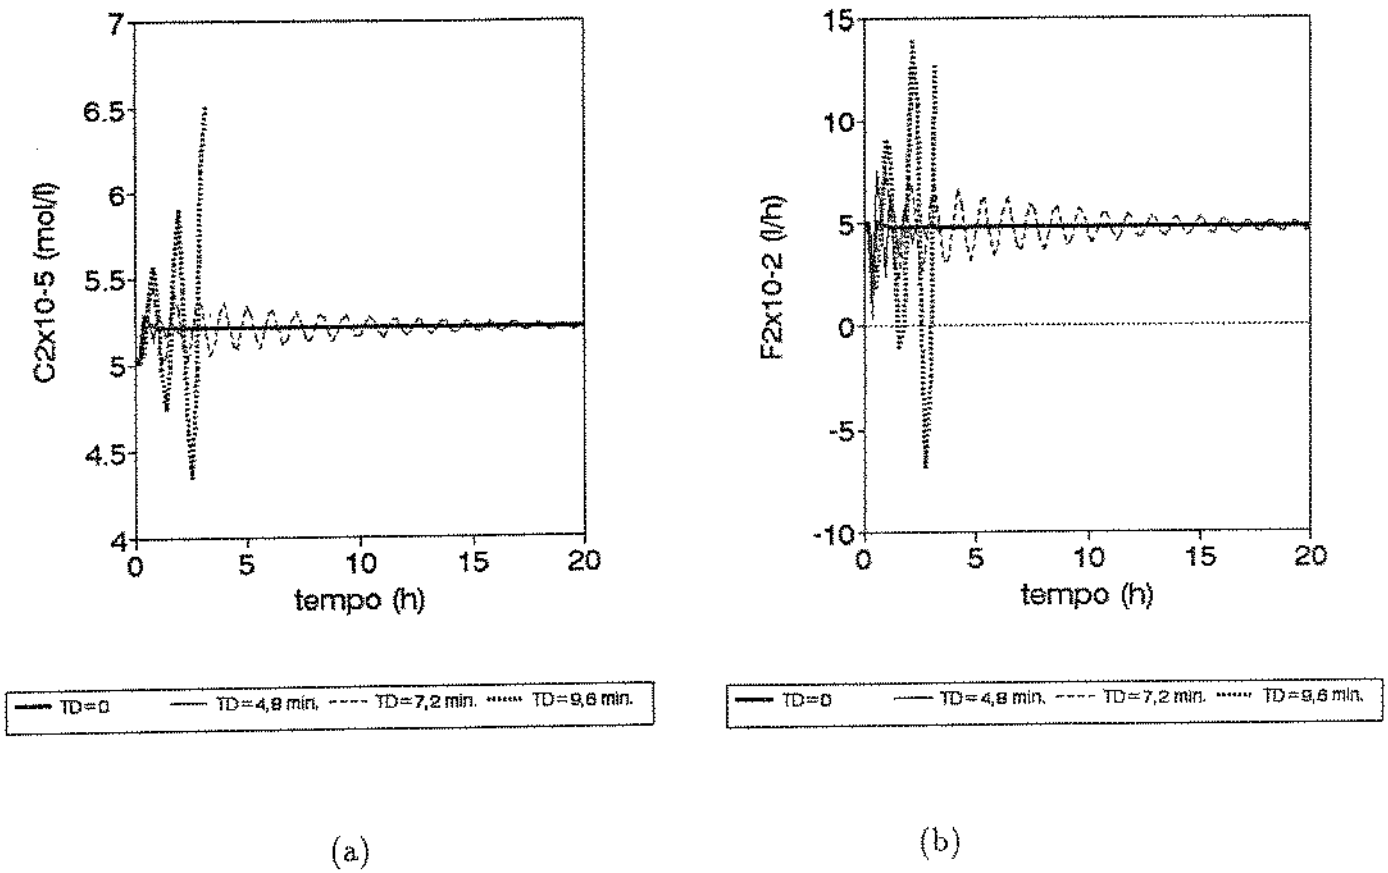 7
6.5
6
5.5
5
4.5
4
C2x10-5 (mol/l)
0 5 10 15 20
tempo (h)
TD=0 TD=4,8 min. TD=7,2 min. TD=9,6 min.
(a)
15
10
5
0
-5
-10
F2x10-2 (l/h)
0 5 10 15 20
tempo (h)
TD=0 TD=4,8 min. TD=7,2 min. TD=9,6 min.
(b)